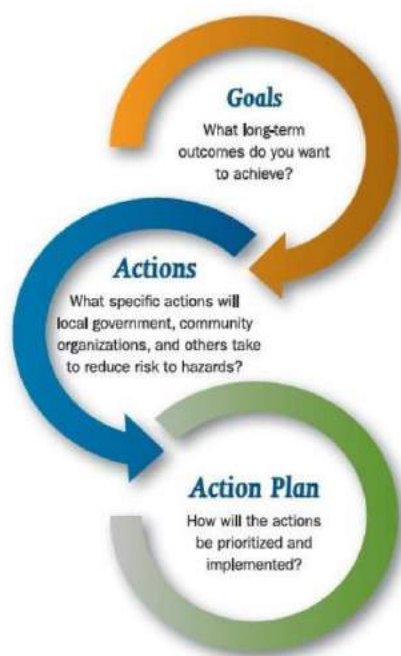 Goals
What long-term
outcomes do you want
to achieve?
Actions
What specific actions will
local government, community
organizations, and others take
to reduce risk to hazards?
Action Plan
How will the actions
be prioritized and
implemented?